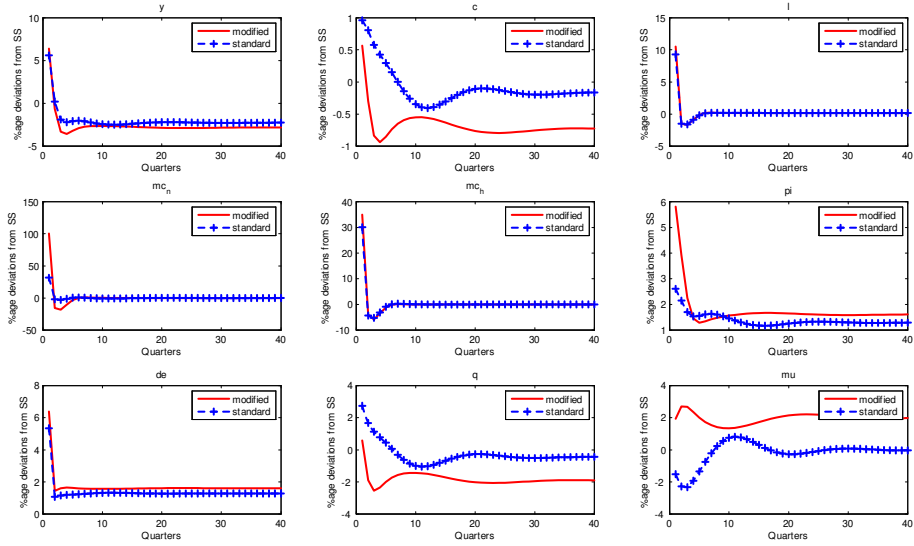 y
%age deviations from SS
10
5
0
-5
0 10 20 30 40
Quarters
modified
standard
c
%age deviations from SS
1
0.5
0
-0.5
-1
0 10 20 30 40
Quarters
modified
standard
l
%age deviations from SS
15
10
5
0
-5
0 10 20 30 40
Quarters
modified
standard
mc_n
%age deviations from SS
150
100
50
0
-50
0 10 20 30 40
Quarters
modified
standard
mc_h
%age deviations from SS
40
30
20
10
0
-10
0 10 20 30 40
Quarters
modified
standard
pi
%age deviations from SS
6
5
4
3
2
1
0 10 20 30 40
Quarters
modified
standard
de
%age deviations from SS
8
6
4
2
0
0 10 20 30 40
Quarters
modified
standard
q
%age deviations from SS
4
2
0
-2
-4
0 10 20 30 40
Quarters
modified
standard
mu
%age deviations from SS
4
2
0
-2
-4
0 10 20 30 40
Quarters
modified
standard